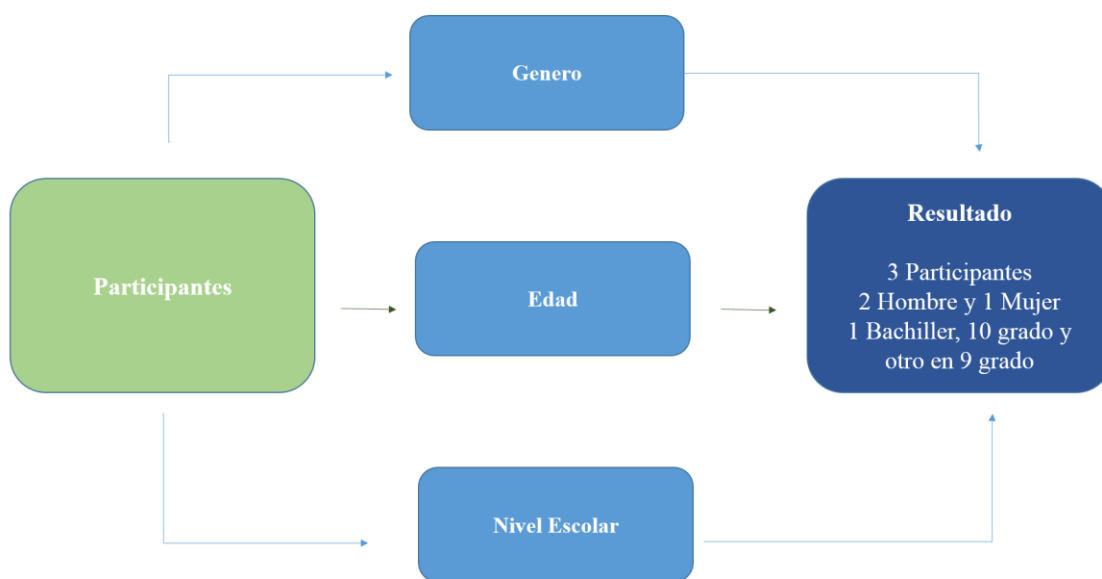 Genero
Participantes
Edad
Nivel Escolar
Resultado
3 Participantes
2 Hombre y 1 Mujer
1 Bachiller, 10 grado y
otro en 9 grado